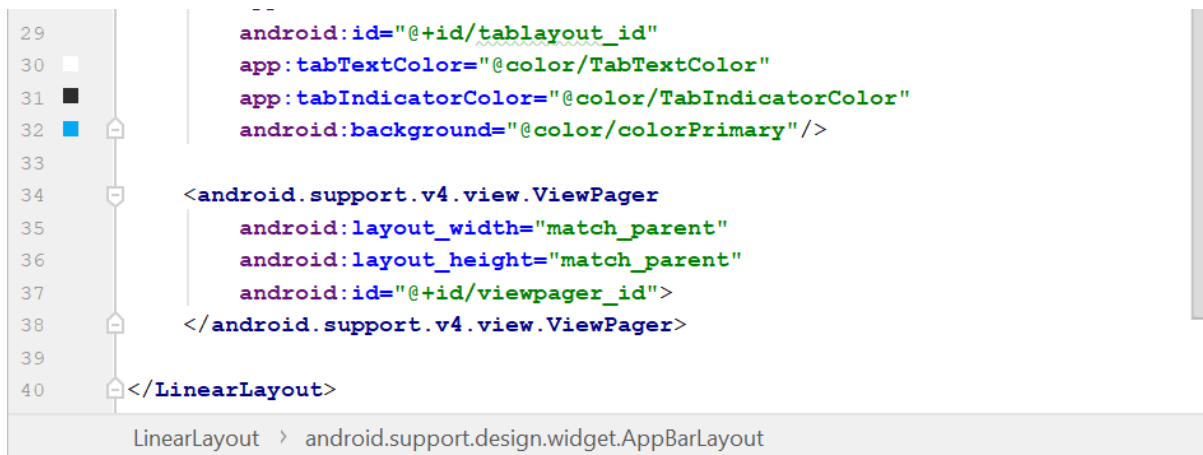 29 android:id="@+id/tablayout_id"
30 app:tabTextColor="@color/TabTextColor"
31 app:tabIndicatorColor="@color/TabIndicatorColor"
32 android:background="@color/colorPrimary"/>
33
34 <android.support.v4.view.ViewPager
35 android:layout_width="match_parent"
36 android:layout_height="match_parent"
37 android:id="@+id/viewpager_id">
38 </android.support.v4.view.ViewPager>
39
40 </LinearLayout>
LinearLayout > android.support.design.widget.AppBarLayout